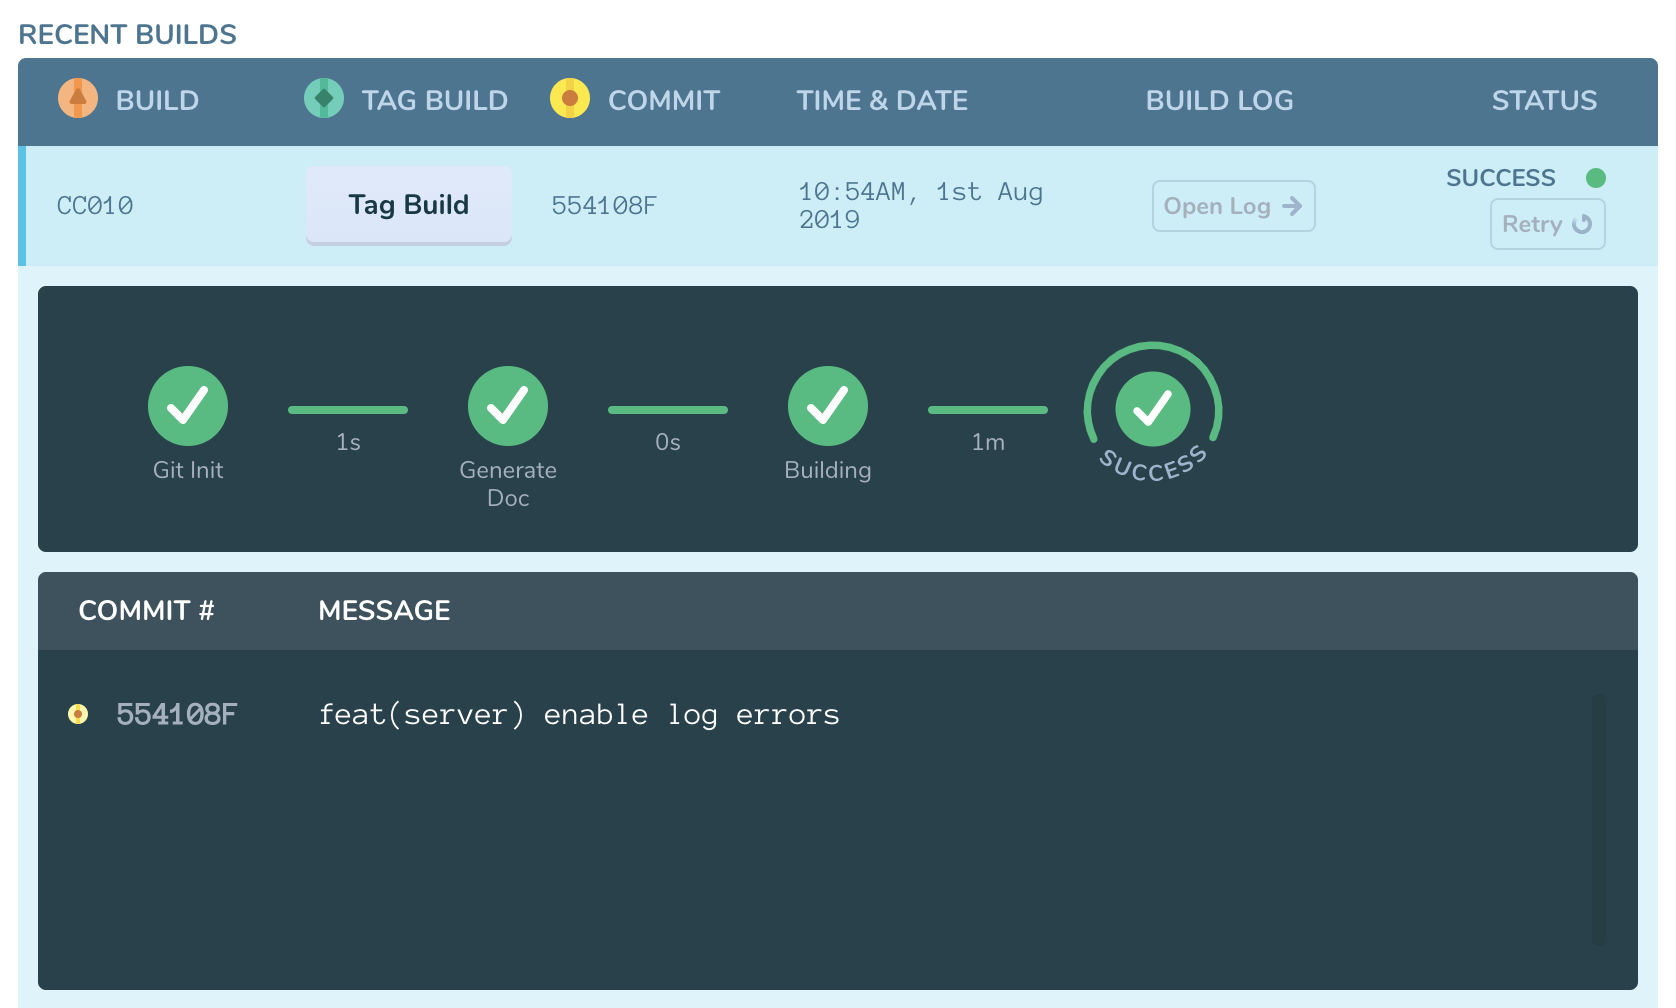 RECENT BUILDS
BUILD TAG BUILD COMMIT TIME & DATE BUILD LOG STATUS
CC010 Tag Build 554108F 10:54AM, 1st Aug
2019
Open Log
SUCCESS
Retry
1s 0s 1m
Git Init Generate
Doc
Building
SUCCESS
COMMIT # MESSAGE
554108F feat(server) enable log errors